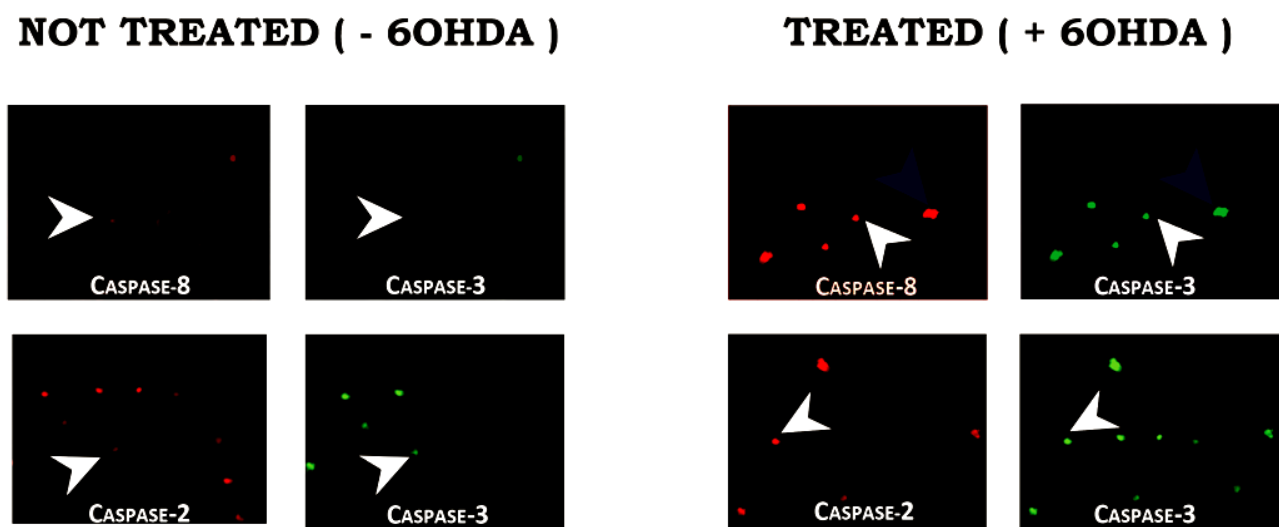 NOT TREATED ( - 6OHDA )
TREATED ( + 6OHDA )
CASPASE-8
CASPASE-3
CASPASE-8
CASPASE-3
CASPASE-2
CASPASE-3
CASPASE-2
CASPASE-3